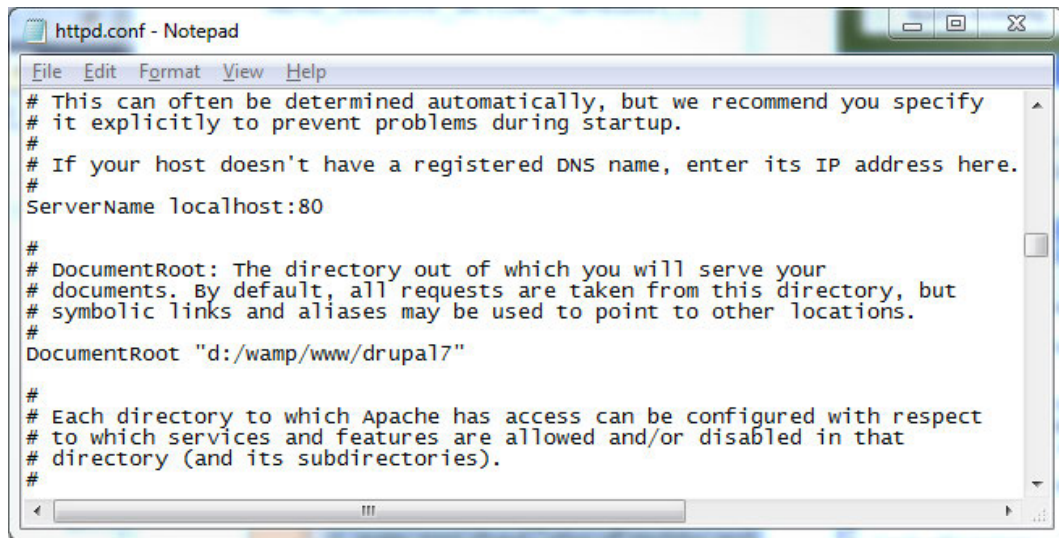 httpd.conf - Notepad
File Edit Format View Help
# This can often be determined automatically, but we recommend you specify
# it explicitly to prevent problems during startup.
#
# If your host doesn't have a registered DNS name, enter its IP address here.
#
ServerName localhost:80
#
# DocumentRoot: The directory out of which you will serve your
# documents. By default, all requests are taken from this directory, but
# symbolic links and aliases may be used to point to other locations.
#
DocumentRoot "d:/wamp/www/drupal7"
#
# Each directory to which Apache has access can be configured with respect
# to which services and features are allowed and/or disabled in that
# directory (and its subdirectories).
#